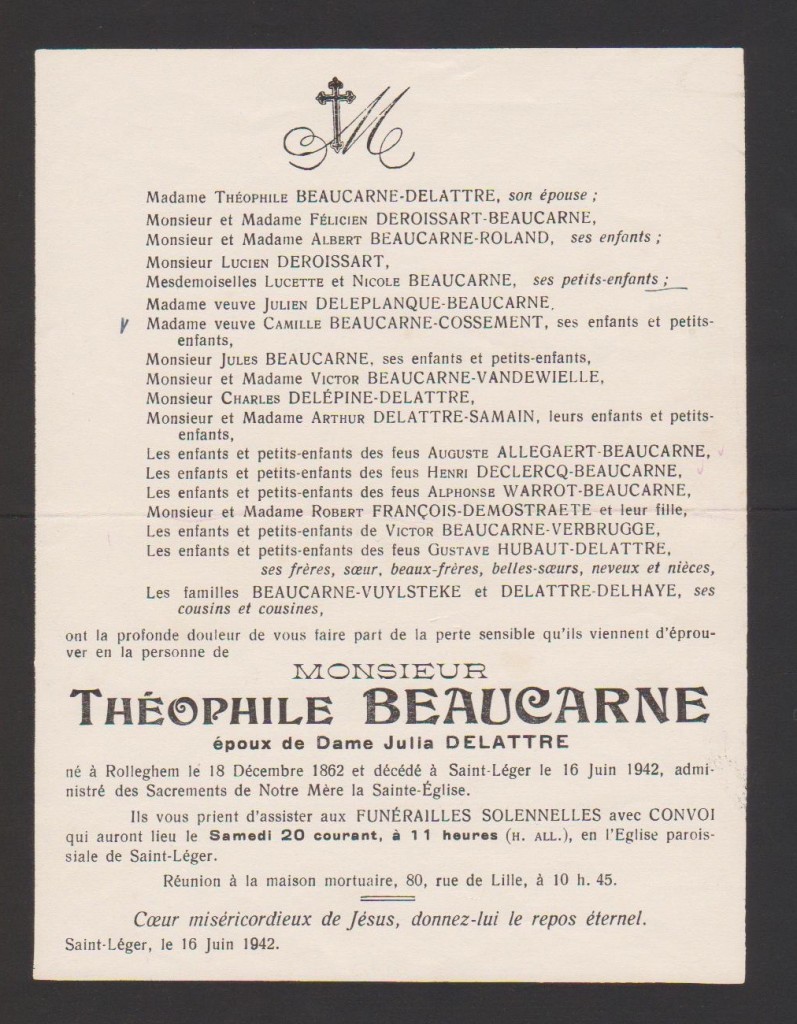 M
Madame THÉOPHILE BEAUCARNE-DELATTRE, son épouse ;
Monsieur et Madame FÉLICIEN DEROISSART-BEAUCARNE,
Monsieur et Madame ALBERT BEAUCARNE-ROLAND, ses enfants ;
Monsieur LUCIEN DEROISSART,
Mesdemoiselles LUCETTE et NICOLE BEAUCARNE, ses petits-enfants ;
Madame veuve JULIEN DELEPLANQUE-BEAUCARNE,
Madame veuve CAMILLE BEAUCARNE-COSSEMENT, ses enfants et petits-
enfants,
Monsieur JULES BEAUCARNE, ses enfants et petits-enfants,
Monsieur et Madame VICTOR BEAUCARNE-VANDEWIELLE,
Monsieur CHARLES DELÉPINE-DELATTRE,
Monsieur et Madame ARTHUR DELATTRE-SAMAIN, leurs enfants et petits-
enfants,
Les enfants et petits-enfants des feus AUGUSTE ALLEGAERT-BEAUCARNE,
Les enfants et petits-enfants des feus HENRI DECLERCQ-BEAUCARNE,
Les enfants et petits-enfants des feus ALPHONSE WARROT-BEAUCARNE,
Monsieur et Madame ROBERT FRANÇOIS-DEMOSTRAETE et leur fille,
Les enfants et petits-enfants de VICTOR BEAUCARNE-VERBRUGGE,
Les enfants et petits-enfants des feus GUSTAVE HUBAUT-DELATTRE,
ses frères, sœur, beaux-frères, belles-sœurs, neveux et nièces,
Les familles BEAUCARNE-VUYLSTEKE et DELATTRE-DELHAYE, ses
cousins et cousines,
ont la profonde douleur de vous faire part de la perte sensible qu'ils viennent d'éprou-
ver en la personne de
MONSIEUR
THÉOPHILE BEAUCARNE
époux de Dame Julia DELATTRE
né à Rolleghem le 18 Décembre 1862 et décédé à Saint-Léger le 16 Juin 1942, admi-
nistré des Sacrements de Notre Mère la Sainte-Église.
Ils vous prient d'assister aux FUNÉRAILLES SOLENNELLES avec CONVOI
qui auront lieu le Samedi 20 courant, à 11 heures (H. ALL.), en l'Eglise parois-
siale de Saint-Léger.
Réunion à la maison mortuaire, 80, rue de Lille, à 10 h. 45.
Cœur miséricordieux de Jésus, donnez-lui le repos éternel.
Saint-Léger, le 16 Juin 1942.